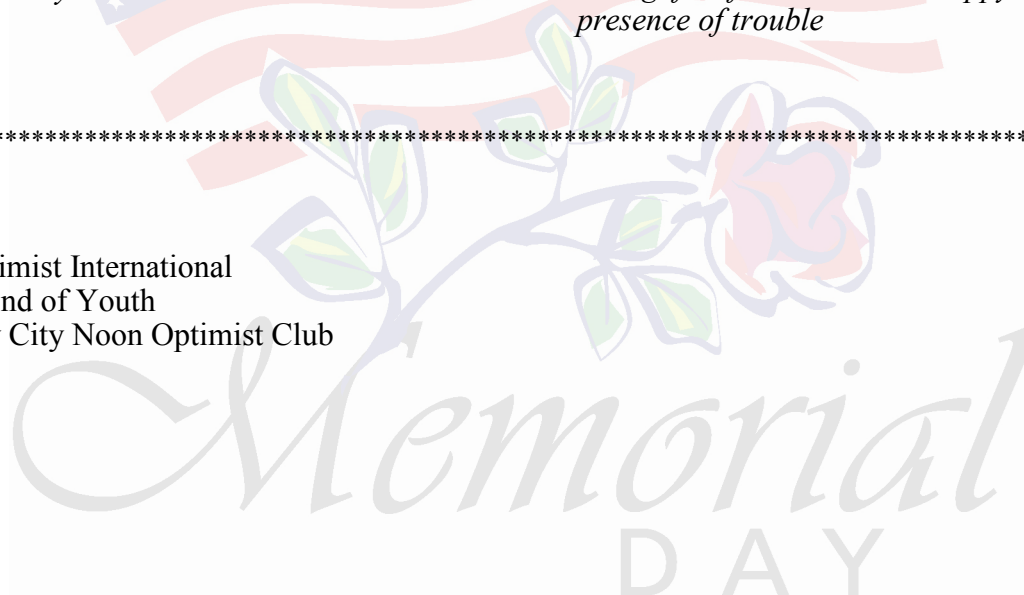 presence of trouble
********************************************************************************
imist International
nd of Youth
City Noon Optimist Club
Memorial
DAY